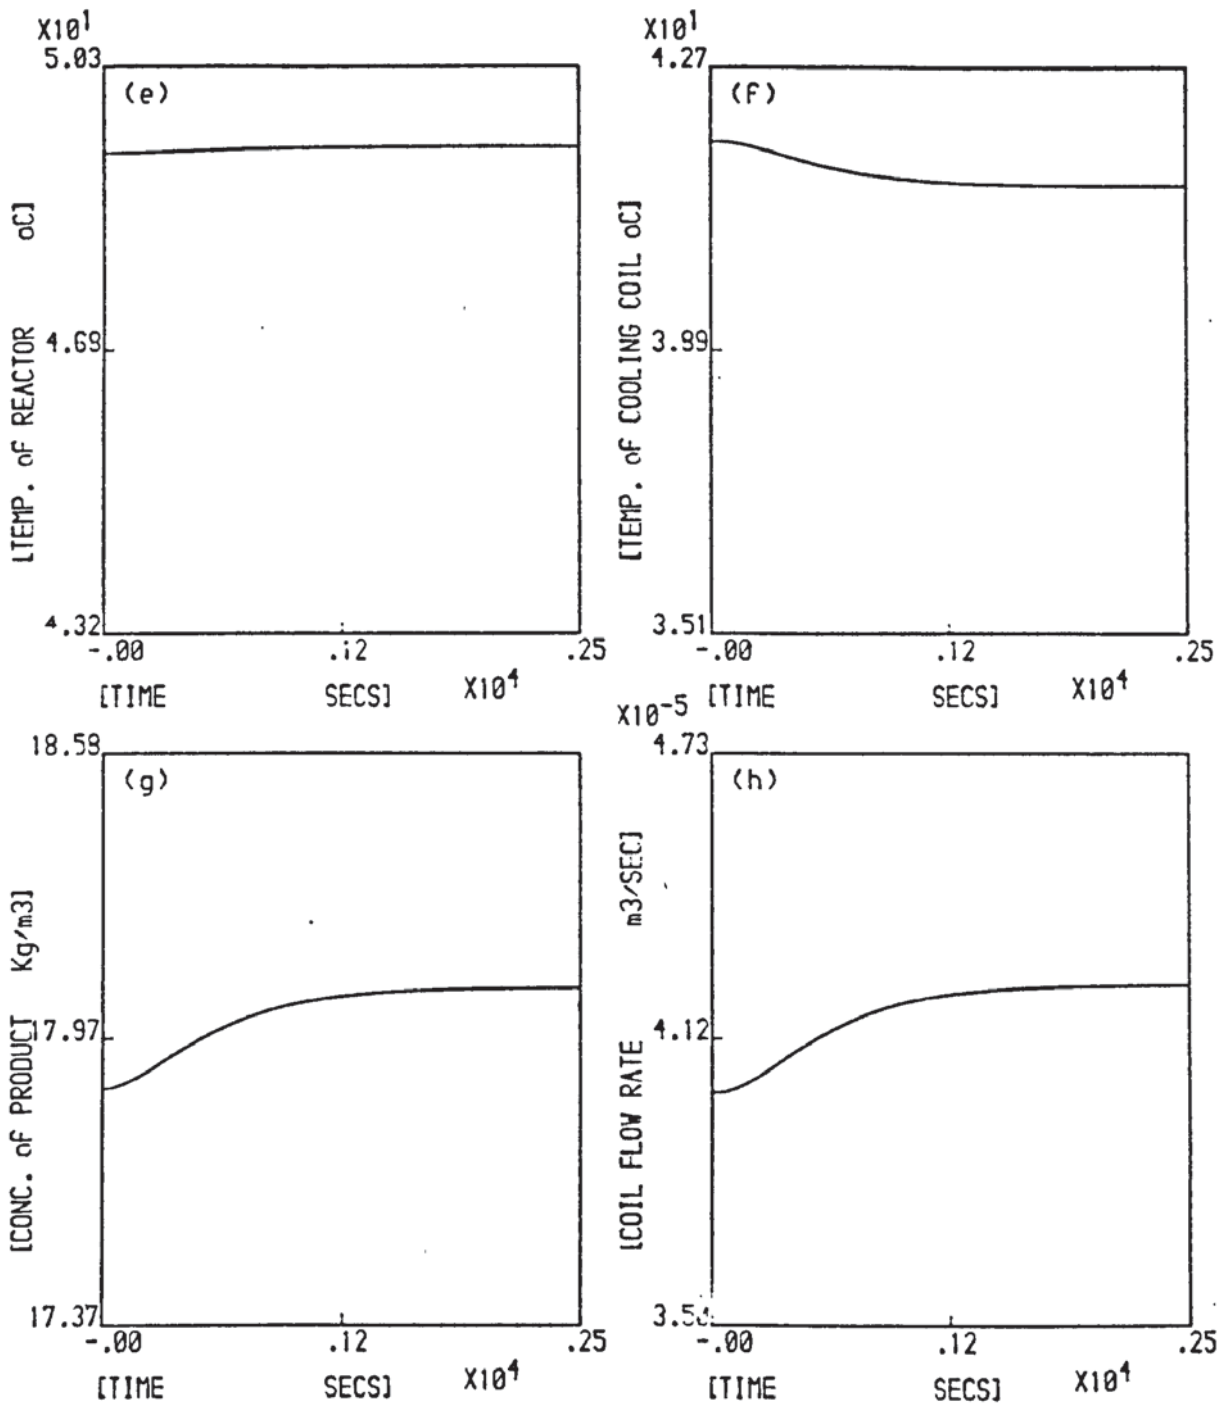 X10¹ X10¹
5.03 4.27
(e) (f)
[TEMP. of REACTOR oC] [TEMP. of COOLING COIL oC]
4.68 3.89
4.32 3.51
-.00 .12 .25 -.00 .12 .25
[TIME SECS] X10⁴ [TIME SECS] X10⁴
X10⁻⁵
18.58 4.73
(g) (h)
[CONC. of PRODUCT Kg/m3] [COIL FLOW RATE m3/SEC]
17.97 4.12
17.37
-.00 .12 .25 -.00 .12 .25
[TIME SECS] X10⁴ [TIME SECS] X10⁴